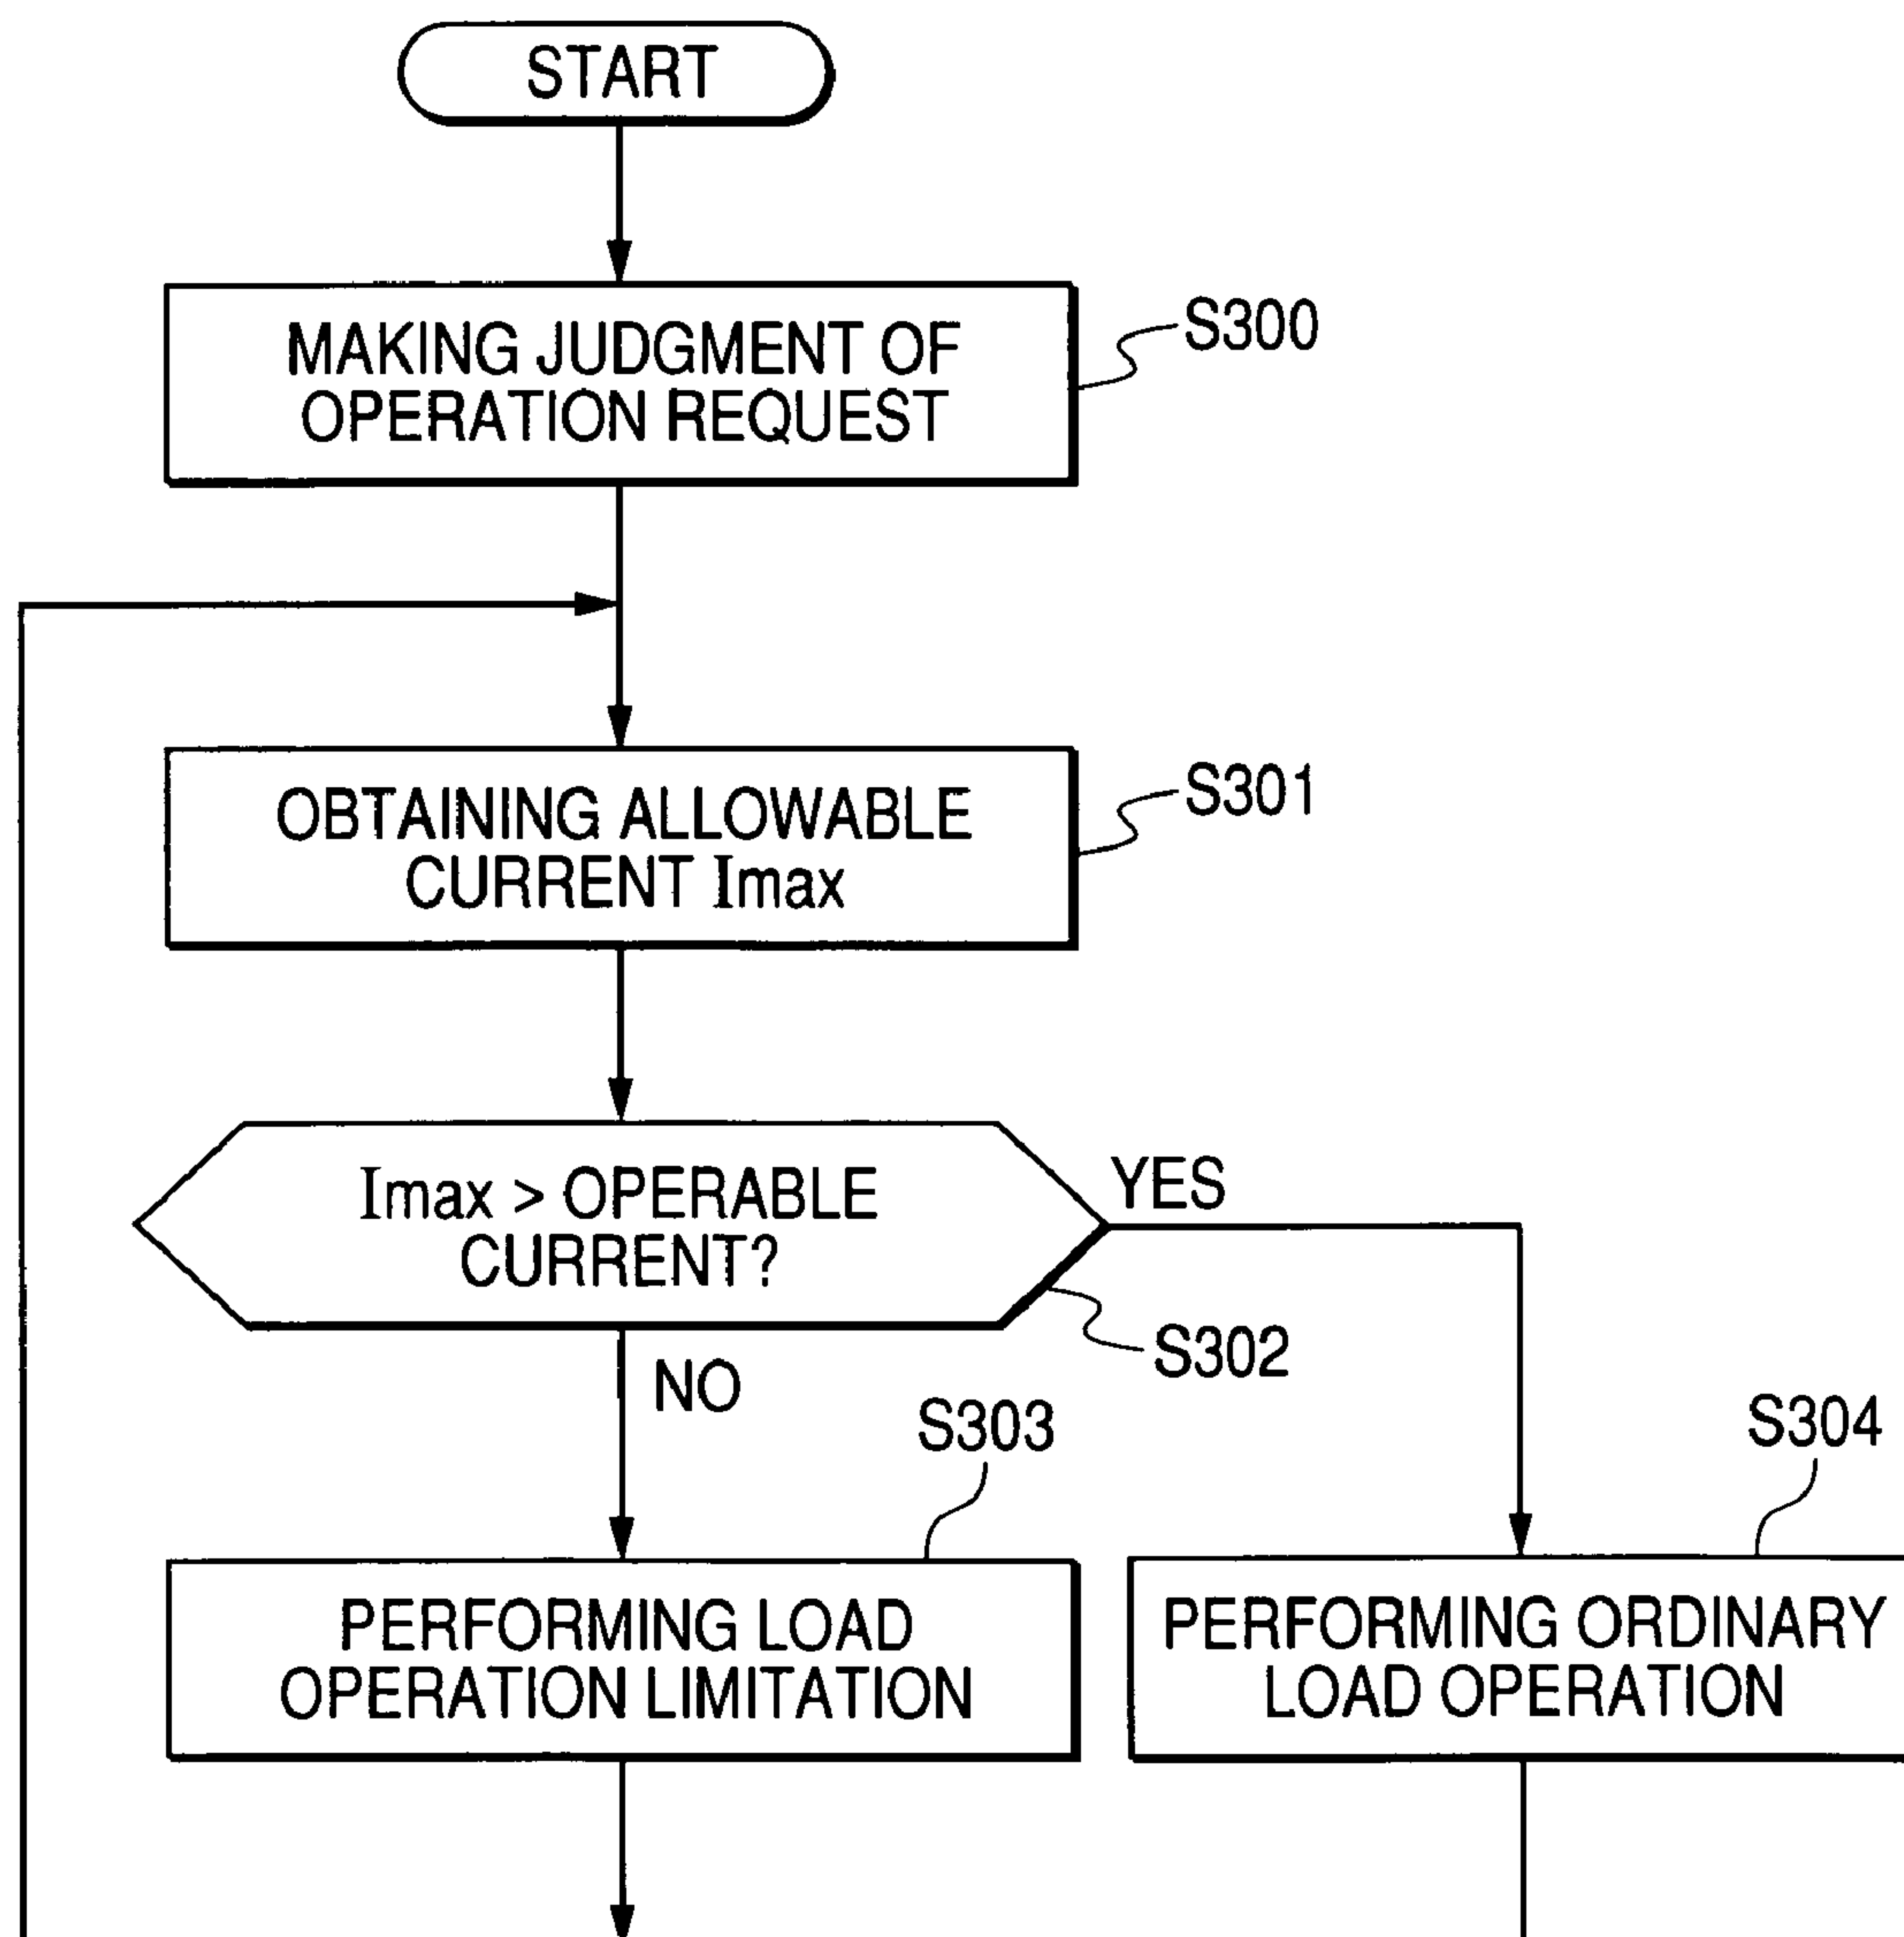 START
MAKING JUDGMENT OF
OPERATION REQUEST
S300
OBTAINING ALLOWABLE
CURRENT Imax
S301
Imax > OPERABLE
CURRENT?
YES
S302
NO
S303
S304
PERFORMING LOAD
OPERATION LIMITATION
PERFORMING ORDINARY
LOAD OPERATION